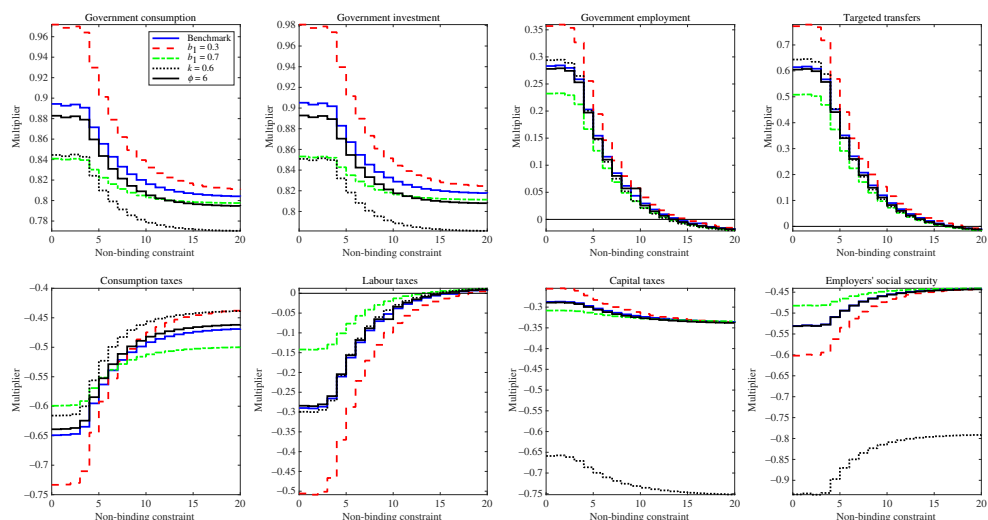 Government consumption
Multiplier
0.96
0.94
0.92
0.9
0.88
0.86
0.84
0.82
0.8
0.78
0.77
0 5 10 15 20
Non-binding constraint
Benchmark
b₁ = 0.3
b₁ = 0.7
k = 0.6
ϕ = 6
Government investment
Multiplier
0.98
0.96
0.94
0.92
0.9
0.88
0.86
0.84
0.82
0.8
0 5 10 15 20
Non-binding constraint
Government employment
Multiplier
0.36
0.3
0.25
0.2
0.15
0.1
0.05
0
0 5 10 15 20
Non-binding constraint
Targeted transfers
Multiplier
0.7
0.6
0.5
0.4
0.3
0.2
0.1
0
0 5 10 15 20
Non-binding constraint
Consumption taxes
Multiplier
−0.4
−0.45
−0.5
−0.55
−0.6
−0.65
−0.7
−0.75
0 5 10 15 20
Non-binding constraint
Labour taxes
Multiplier
0
−0.05
−0.1
−0.15
−0.2
−0.25
−0.3
−0.35
−0.4
−0.45
−0.5
0 5 10 15 20
Non-binding constraint
Capital taxes
Multiplier
−0.3
−0.35
−0.4
−0.45
−0.5
−0.55
−0.6
−0.65
−0.7
−0.75
0 5 10 15 20
Non-binding constraint
Employers' social security
Multiplier
−0.45
−0.5
−0.55
−0.6
−0.65
−0.7
−0.75
−0.8
−0.85
−0.9
0 5 10 15 20
Non-binding constraint